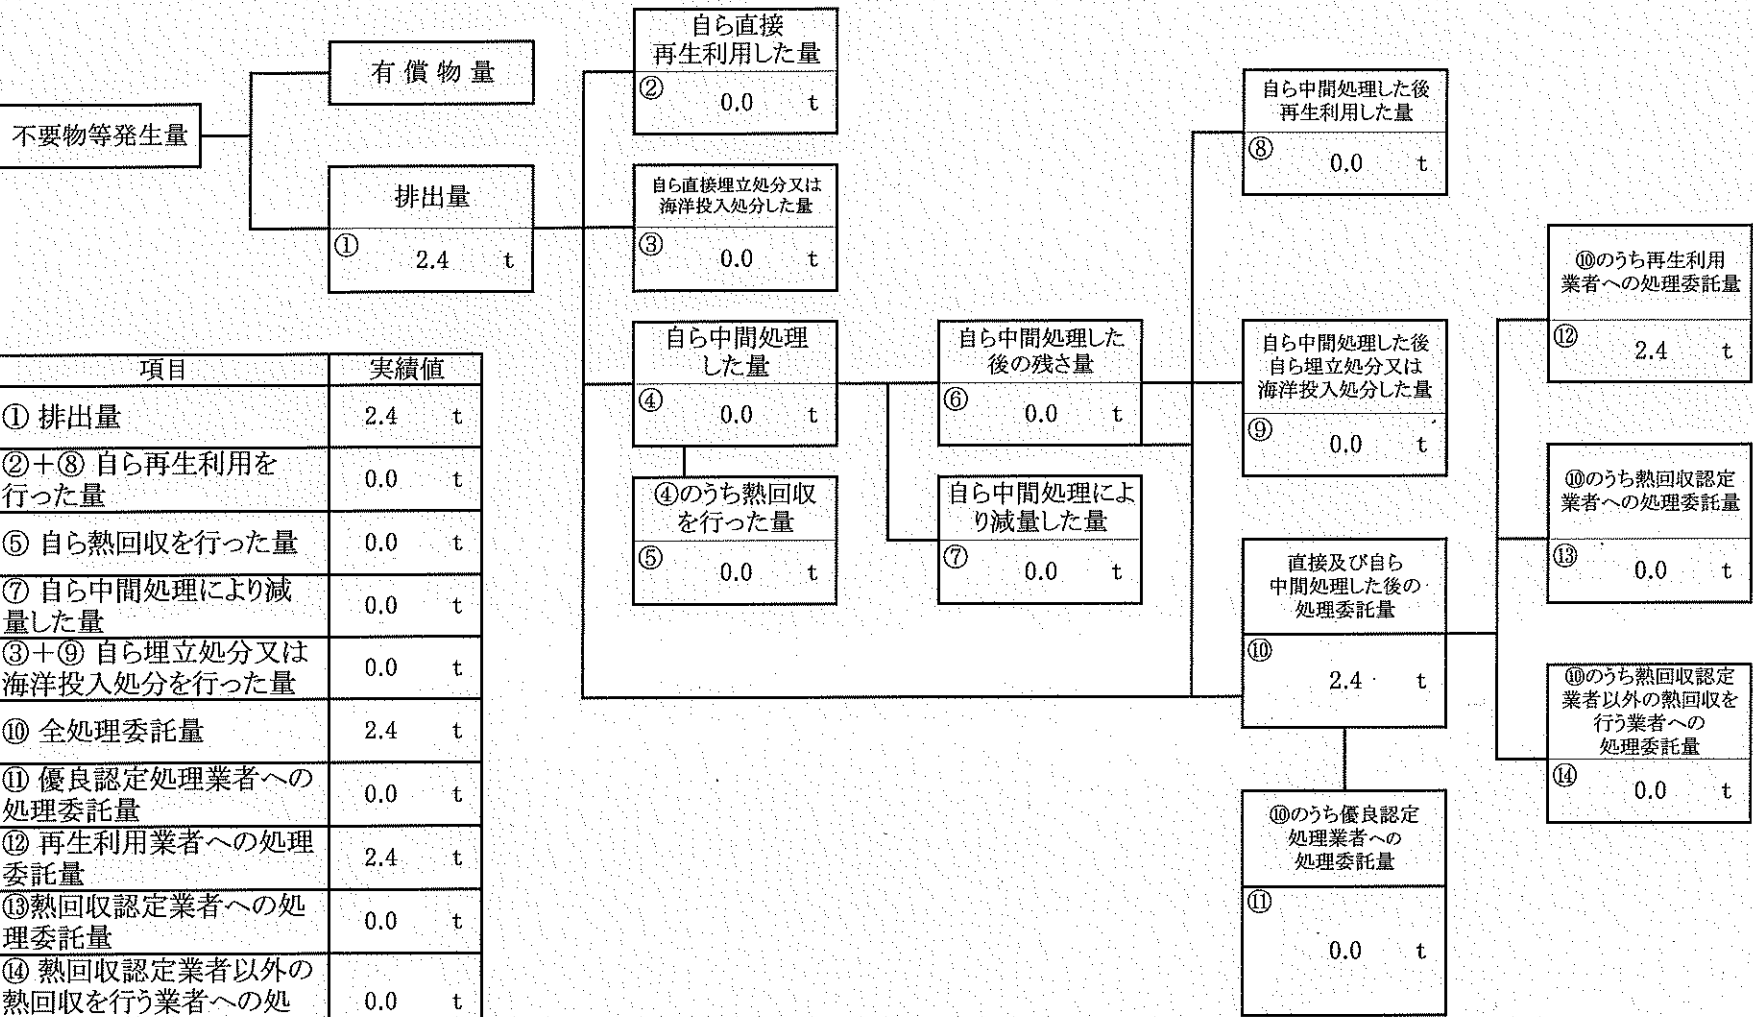 不要物等発生量
有償物量
排出量
① 2.4 t
自ら直接
再生利用した量
② 0.0 t
自ら直接埋立処分又は
海洋投入処分した量
③ 0.0 t
自ら中間処理
した量
④ 0.0 t
④のうち熱回収
を行った量
⑤ 0.0 t
自ら中間処理した
後の残さ量
⑥ 0.0 t
自ら中間処理によ
り減量した量
⑦ 0.0 t
自ら中間処理した後
再生利用した量
⑧ 0.0 t
自ら中間処理した後
自ら埋立処分又は
海洋投入処分した量
⑨ 0.0 t
直接及び自ら
中間処理した後の
処理委託量
⑩ 2.4 t
⑩のうち優良認定
処理業者への
処理委託量
⑪ 0.0 t
⑩のうち再生利用
業者への処理委託量
⑫ 2.4 t
⑩のうち熱回収認定
業者への処理委託量
⑬ 0.0 t
⑩のうち熱回収認定
業者以外の熱回収を
行う業者への
処理委託量
⑭ 0.0 t
項目 実績値
① 排出量 2.4 t
②+⑧ 自ら再生利用を
行った量 0.0 t
⑤ 自ら熱回収を行った量 0.0 t
⑦ 自ら中間処理により減
量した量 0.0 t
③+⑨ 自ら埋立処分又は
海洋投入処分を行った量 0.0 t
⑩ 全処理委託量 2.4 t
⑪ 優良認定処理業者への
処理委託量 0.0 t
⑫ 再生利用業者への処理
委託量 2.4 t
⑬熱回収認定業者への処
理委託量 0.0 t
⑭ 熱回収認定業者以外の
熱回収を行う業者への処 0.0 t